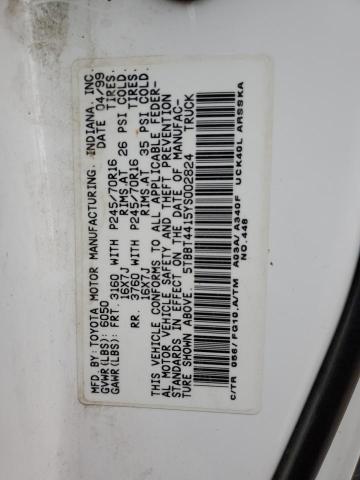 MFD. BY: TOYOTA MOTOR MANUFACTURING, INDIANA, INC.
GVWR(LBS): 6050 DATE 04/99
GAWR(LBS): FRT. 3160 WITH P245/70R16 TIRES.
16X7J RIMS.AT 26 PSI COLD.
RR. 3760 WITH P245/70R16 TIRES.
16X7J RIMS.AT 35 PSI COLD.
THIS VEHICLE CONFORMS TO ALL APPLICABLE FEDER-
AL MOTOR VEHICLE SAFETY AND THEFT PREVENTION
STANDARDS IN EFFECT ON THE DATE OF MANUFAC-
TURE SHOWN ABOVE. 5TBBT4415YS002824 TRUCK
C/TR 056/FG10,A/TM A03A/A340F UCK40L ARSSKA
NO.448